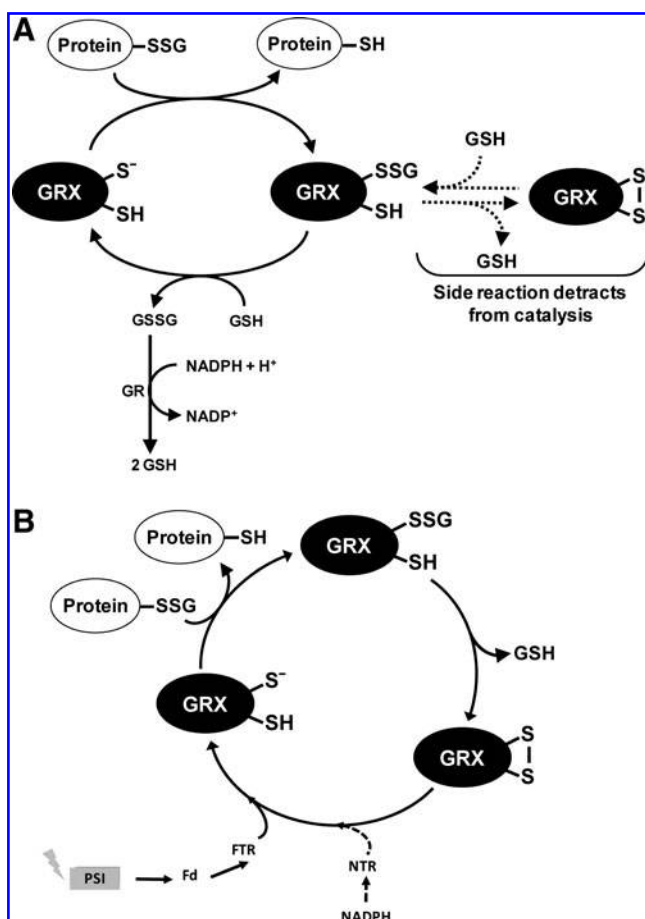 A
Protein -SSG
Protein -SH
GRX S⁻ SH
GRX SSG SH
GSH
GRX S S
GSH
Side reaction detracts
from catalysis
GSSG
GSH
NADPH + H⁺
GR
NADP⁺
2 GSH
B
Protein -SH
GRX SSG SH
Protein -SSG
GSH
GRX S⁻ SH
GRX S S
FTR
PSI
Fd
NTR
NADPH